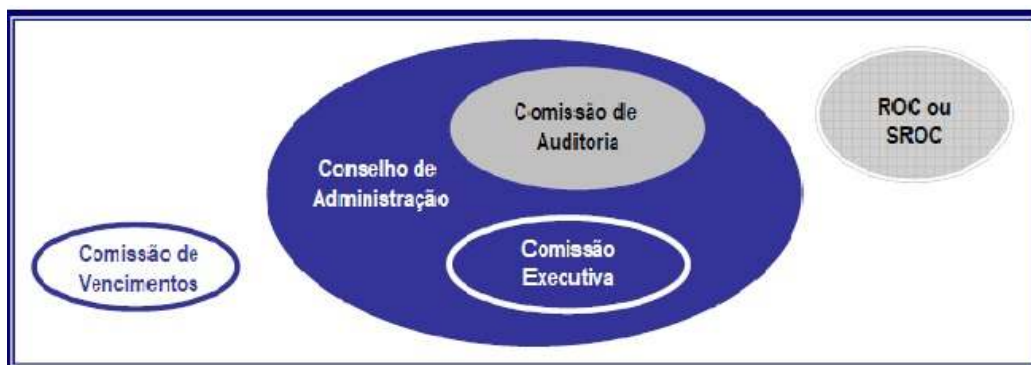 Comissão de
Auditoria
ROC ou
SROC
Conselho de
Administração
Comissão de
Vencimentos
Comissão
Executiva